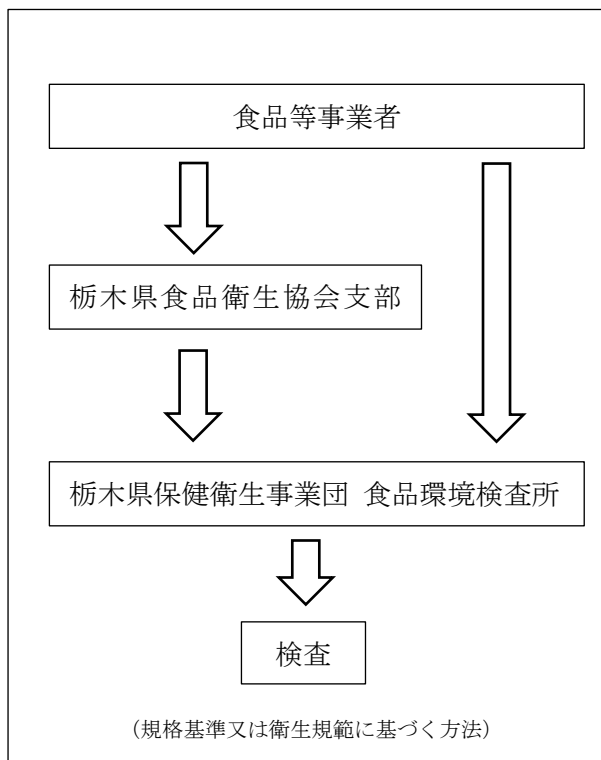 食品等事業者
栃木県食品衛生協会支部
栃木県保健衛生事業団 食品環境検査所
検査
（規格基準又は衛生規範に基づく方法）